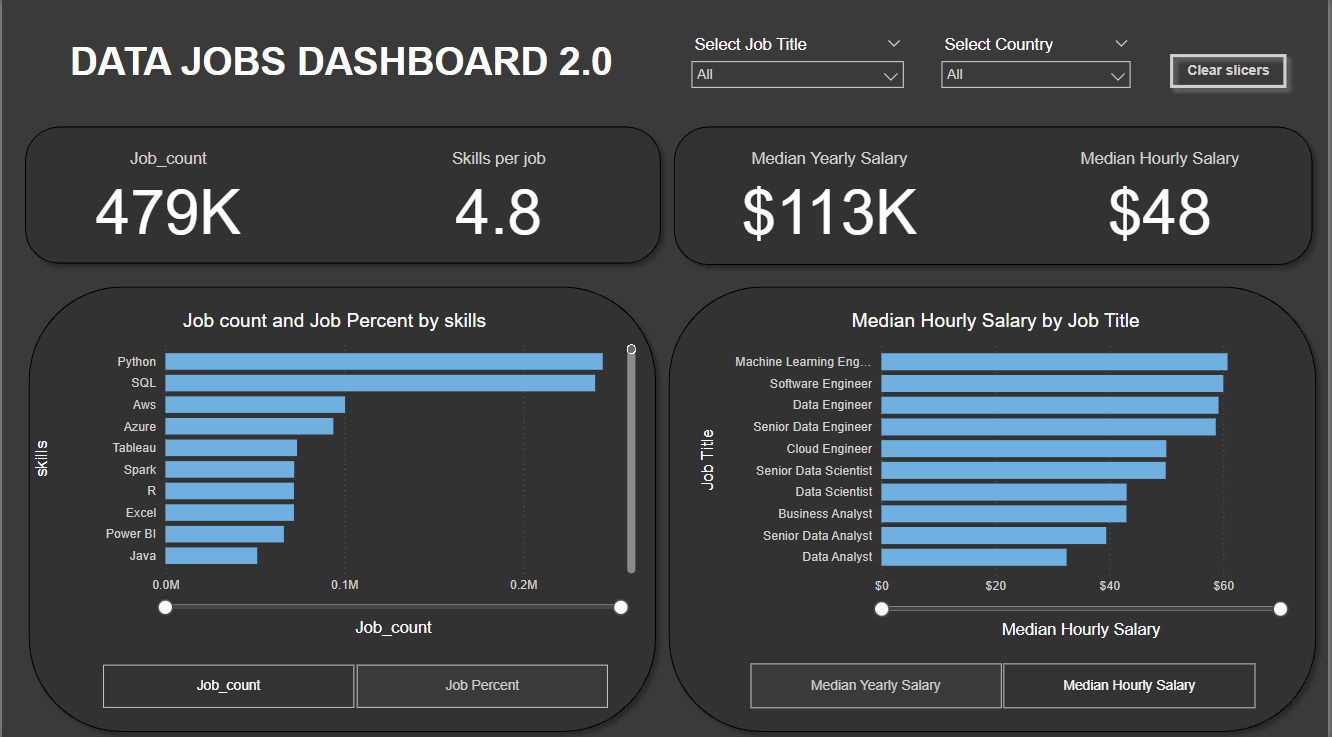 DATA JOBS DASHBOARD 2.0
Select Job Title
All
Select Country
All
Clear slicers
Job_count
479K
Skills per job
4.8
Median Yearly Salary
$113K
Median Hourly Salary
$48
Job count and Job Percent by skills
skills
Python
SQL
Aws
Azure
Tableau
Spark
R
Excel
Power BI
Java
0.0M
0.1M
0.2M
Job_count
Job_count
Job Percent
Median Hourly Salary by Job Title
Job Title
Machine Learning Eng...
Software Engineer
Data Engineer
Senior Data Engineer
Cloud Engineer
Senior Data Scientist
Data Scientist
Business Analyst
Senior Data Analyst
Data Analyst
$0
$20
$40
$60
Median Hourly Salary
Median Yearly Salary
Median Hourly Salary